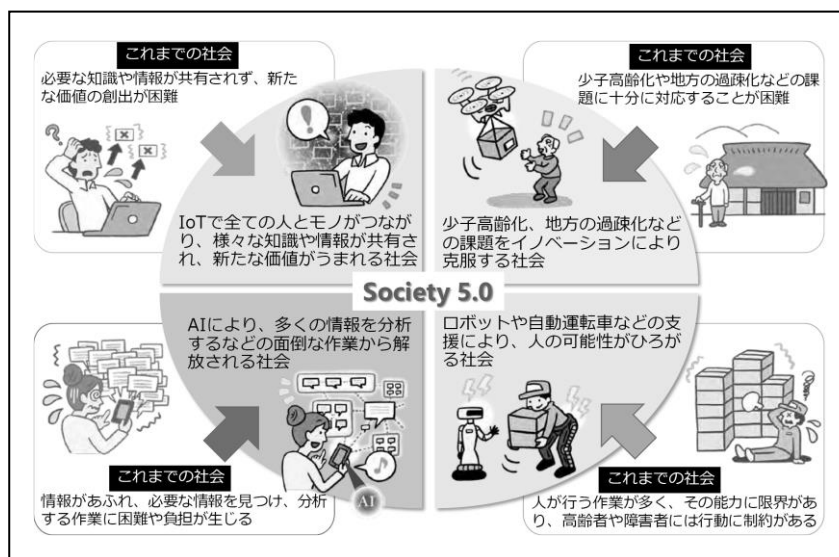 これまでの社会
必要な知識や情報が共有されず、新た
な価値の創出が困難
これまでの社会
少子高齢化や地方の過疎化などの課
題に十分に対応することが困難
IoTで全ての人とモノがつなが
り、様々な知識や情報が共有さ
れ、新たな価値がうまれる社会
少子高齢化、地方の過疎化など
の課題をイノベーションにより
克服する社会
Society 5.0
AIにより、多くの情報を分析
するなどの面倒な作業から解
放される社会
ロボットや自動運転車などの支
援により、人の可能性がひろが
る社会
AI
これまでの社会
情報があふれ、必要な情報を見つけ、分析
する作業に困難や負担が生じる
これまでの社会
人が行う作業が多く、その能力に限界があ
り、高齢者や障害者には行動に制約がある